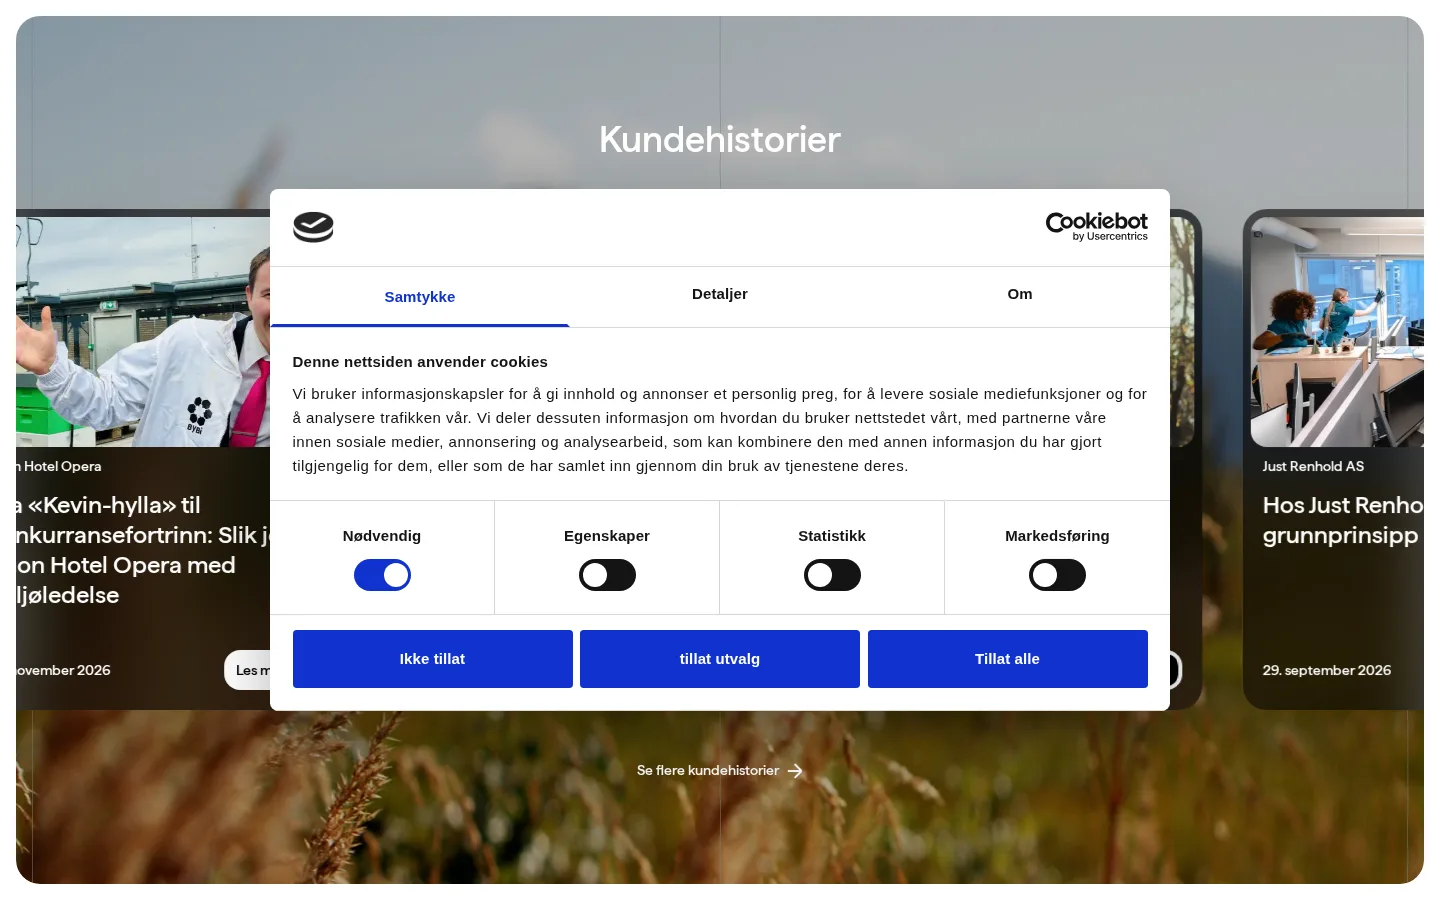 Kundehistorier
Cookiebot
by Usercentrics
Samtykke
Detaljer
Om
Denne nettsiden anvender cookies
Vi bruker informasjonskapsler for å gi innhold og annonser et personlig preg, for å levere sosiale mediefunksjoner og for
å analysere trafikken vår. Vi deler dessuten informasjon om hvordan du bruker nettstedet vårt, med partnerne våre
innen sosiale medier, annonsering og analysearbeid, som kan kombinere den med annen informasjon du har gjort
tilgjengelig for dem, eller som de har samlet inn gjennom din bruk av tjenestene deres.
Nødvendig
Egenskaper
Statistikk
Markedsføring
Ikke tillat
tillat utvalg
Tillat alle
BYBI
Hotel Opera
«Kevin-hylla» til
nkurransefortrinn: Slik
on Hotel Opera med
ljøledelse
november 2026
Les
Just Renhold AS
Hos Just Renho
grunnprinsipp
29. september 2026
Se flere kundehistorier